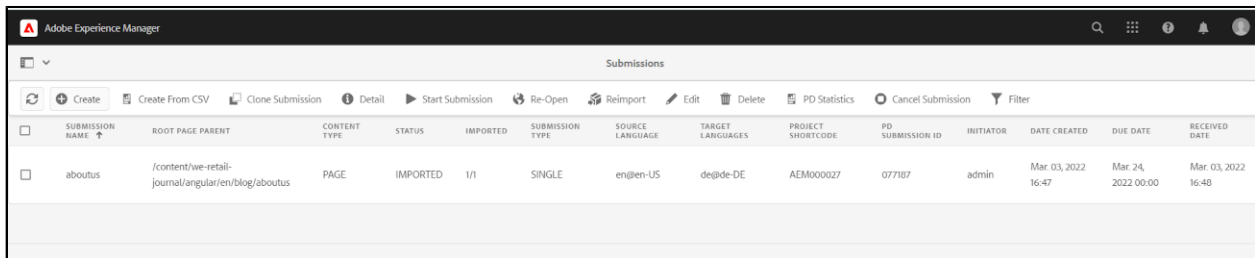 Adobe Experience Manager
Submissions
Create Create From CSV Clone Submission Detail Start Submission Re-Open Reimport Edit Delete PD Statistics Cancel Submission Filter
SUBMISSION NAME ↑ ROOT PAGE PARENT CONTENT TYPE STATUS IMPORTED SUBMISSION TYPE SOURCE LANGUAGE TARGET LANGUAGES PROJECT SHORTCODE PD SUBMISSION ID INITIATOR DATE CREATED DUE DATE RECEIVED DATE
aboutus /content/we-retail-journal/angular/en/blog/aboutus PAGE IMPORTED 1/1 SINGLE en@en-US de@de-DE AEM000027 077187 admin Mar. 03, 2022 16:47 Mar. 24, 2022 00:00 Mar. 03, 2022 16:48